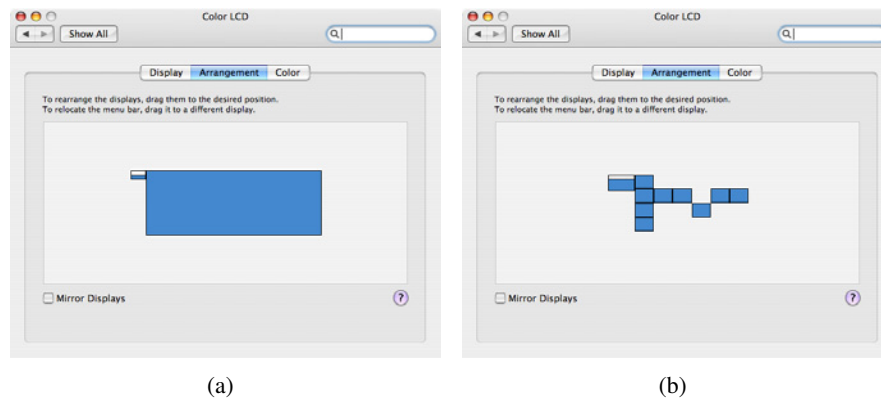 Color LCD
Show All
Display Arrangement Color
To rearrange the displays, drag them to the desired position.
To relocate the menu bar, drag it to a different display.
Mirror Displays
?
(a)
Color LCD
Show All
Display Arrangement Color
To rearrange the displays, drag them to the desired position.
To relocate the menu bar, drag it to a different display.
Mirror Displays
?
(b)